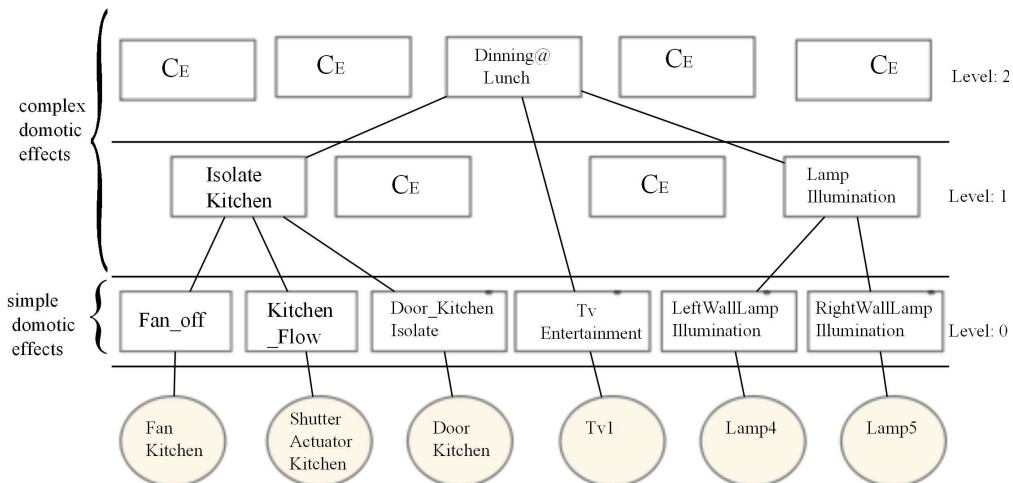 complex
domotic
effects
CE
CE
Dinning@
Lunch
CE
CE
Level: 2
Isolate
Kitchen
CE
CE
Lamp
Illumination
Level: 1
simple
domotic
effects
Fan_off
Kitchen
_Flow
Door_Kitchen
Isolate
Tv
Entertainment
LeftWallLamp
Illumination
RightWallLamp
Illumination
Level: 0
Fan
Kitchen
Shutter
Actuator
Kitchen
Door
Kitchen
Tv1
Lamp4
Lamp5